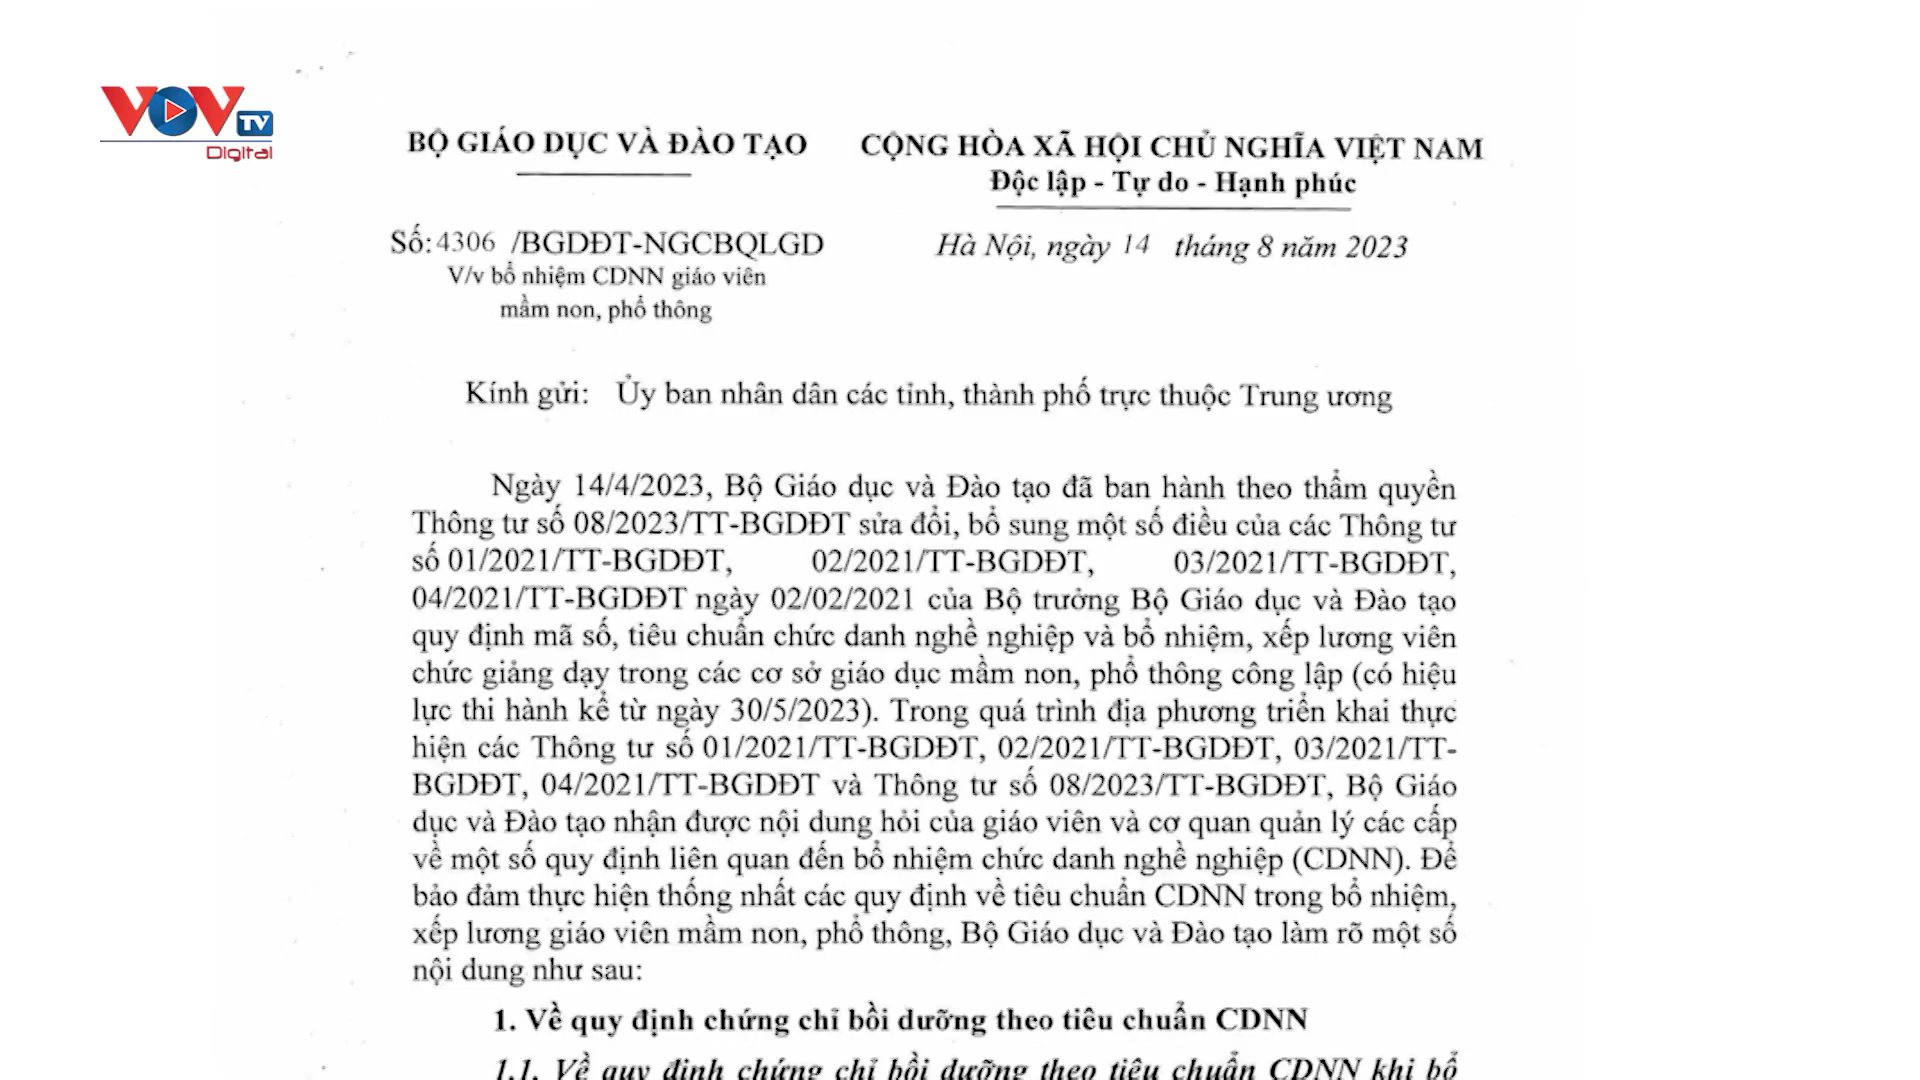 VOV TV
Digital
BỘ GIÁO DỤC VÀ ĐÀO TẠO
CỘNG HÒA XÃ HỘI CHỦ NGHĨA VIỆT NAM
Độc lập - Tự do - Hạnh phúc
Số: 4306 /BGDĐT-NGCBQLGD
V/v bổ nhiệm CDNN giáo viên
mầm non, phổ thông
Hà Nội, ngày 14 tháng 8 năm 2023
Kính gửi: Ủy ban nhân dân các tỉnh, thành phố trực thuộc Trung ương
Ngày 14/4/2023, Bộ Giáo dục và Đào tạo đã ban hành theo thẩm quyền
Thông tư số 08/2023/TT-BGDĐT sửa đổi, bổ sung một số điều của các Thông tư
số 01/2021/TT-BGDĐT, 02/2021/TT-BGDĐT, 03/2021/TT-BGDĐT,
04/2021/TT-BGDĐT ngày 02/02/2021 của Bộ trưởng Bộ Giáo dục và Đào tạo
quy định mã số, tiêu chuẩn chức danh nghề nghiệp và bổ nhiệm, xếp lương viên
chức giảng dạy trong các cơ sở giáo dục mầm non, phổ thông công lập (có hiệu
lực thi hành kể từ ngày 30/5/2023). Trong quá trình địa phương triển khai thực
hiện các Thông tư số 01/2021/TT-BGDĐT, 02/2021/TT-BGDĐT, 03/2021/TT-
BGDĐT, 04/2021/TT-BGDĐT và Thông tư số 08/2023/TT-BGDĐT, Bộ Giáo
dục và Đào tạo nhận được nội dung hỏi của giáo viên và cơ quan quản lý các cấp
về một số quy định liên quan đến bổ nhiệm chức danh nghề nghiệp (CDNN). Để
bảo đảm thực hiện thống nhất các quy định về tiêu chuẩn CDNN trong bổ nhiệm,
xếp lương giáo viên mầm non, phổ thông, Bộ Giáo dục và Đào tạo làm rõ một số
nội dung như sau:
1. Về quy định chứng chỉ bồi dưỡng theo tiêu chuẩn CDNN
1.1. Về quy định chứng chỉ bồi dưỡng theo tiêu chuẩn CDNN khi bổ